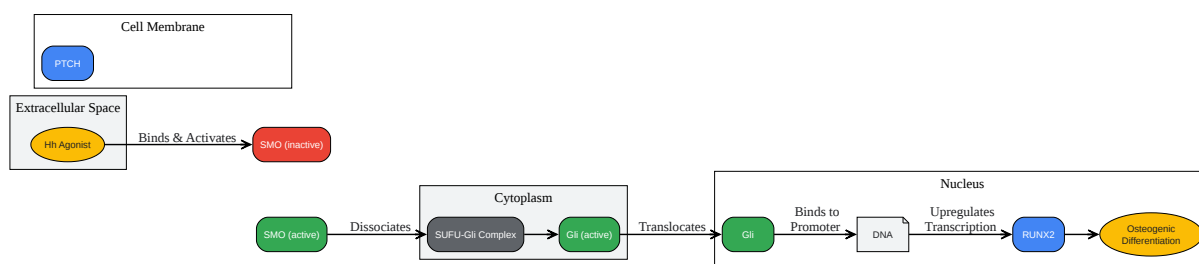 Cell Membrane
PTCH
Extracellular Space
Hh Agonist
Binds & Activates
SMO (inactive)
SMO (active)
Dissociates
Cytoplasm
SUFU-Gli Complex
Gli (active)
Translocates
Nucleus
Gli
Binds to
Promoter
DNA
Upregulates
Transcription
RUNX2
Osteogenic
Differentiation